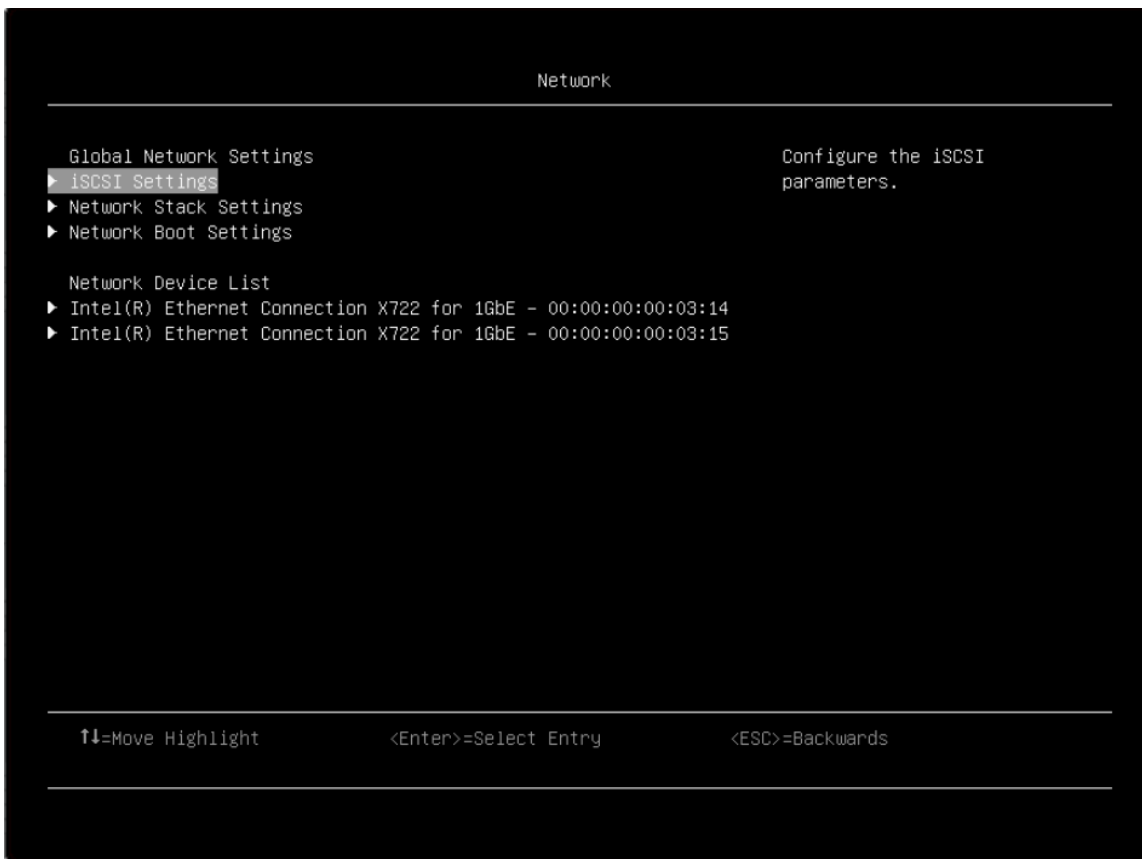 Network
Global Network Settings
▶ iSCSI Settings
▶ Network Stack Settings
▶ Network Boot Settings
Network Device List
▶ Intel(R) Ethernet Connection X722 for 1GbE - 00:00:00:00:03:14
▶ Intel(R) Ethernet Connection X722 for 1GbE - 00:00:00:00:03:15
Configure the iSCSI
parameters.
↑↓=Move Highlight <Enter>=Select Entry <ESC>=Backwards